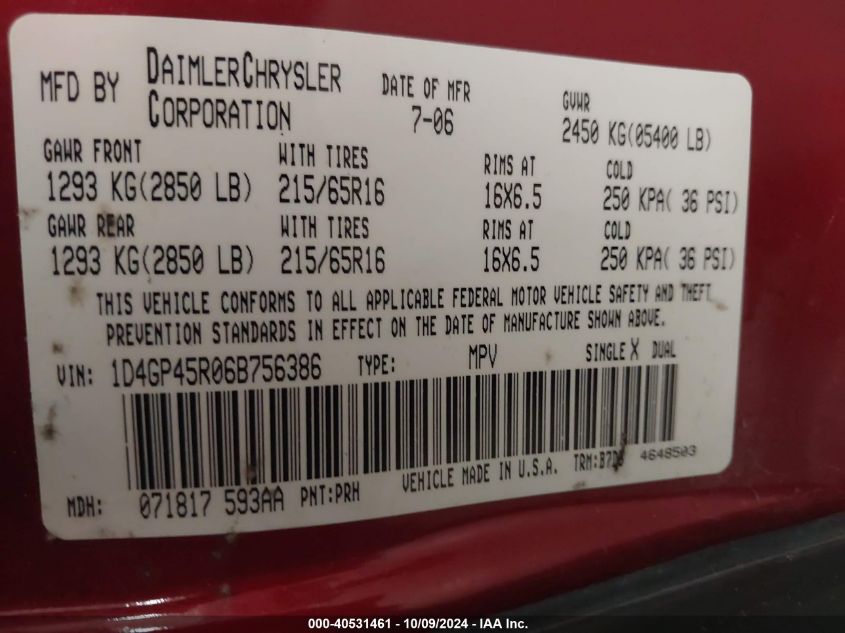 MFD BY DAIMLERCHRYSLER CORPORATION DATE OF MFR 7-06 GVWR 2450 KG(05400 LB)
GAWR FRONT WITH TIRES RIMS AT COLD
1293 KG(2850 LB) 215/65R16 16X6.5 250 KPA( 36 PSI)
GAWR REAR WITH TIRES RIMS AT COLD
1293 KG(2850 LB) 215/65R16 16X6.5 250 KPA( 36 PSI)
THIS VEHICLE CONFORMS TO ALL APPLICABLE FEDERAL MOTOR VEHICLE SAFETY AND THEFT
PREVENTION STANDARDS IN EFFECT ON THE DATE OF MANUFACTURE SHOWN ABOVE.
VIN: 1D4GP45R06B756386 TYPE: MPV SINGLE X DUAL
MDH: 071817 593AA PNT:PRH VEHICLE MADE IN U.S.A. 4648503
000-40531461 - 10/09/2024 - IAA Inc.